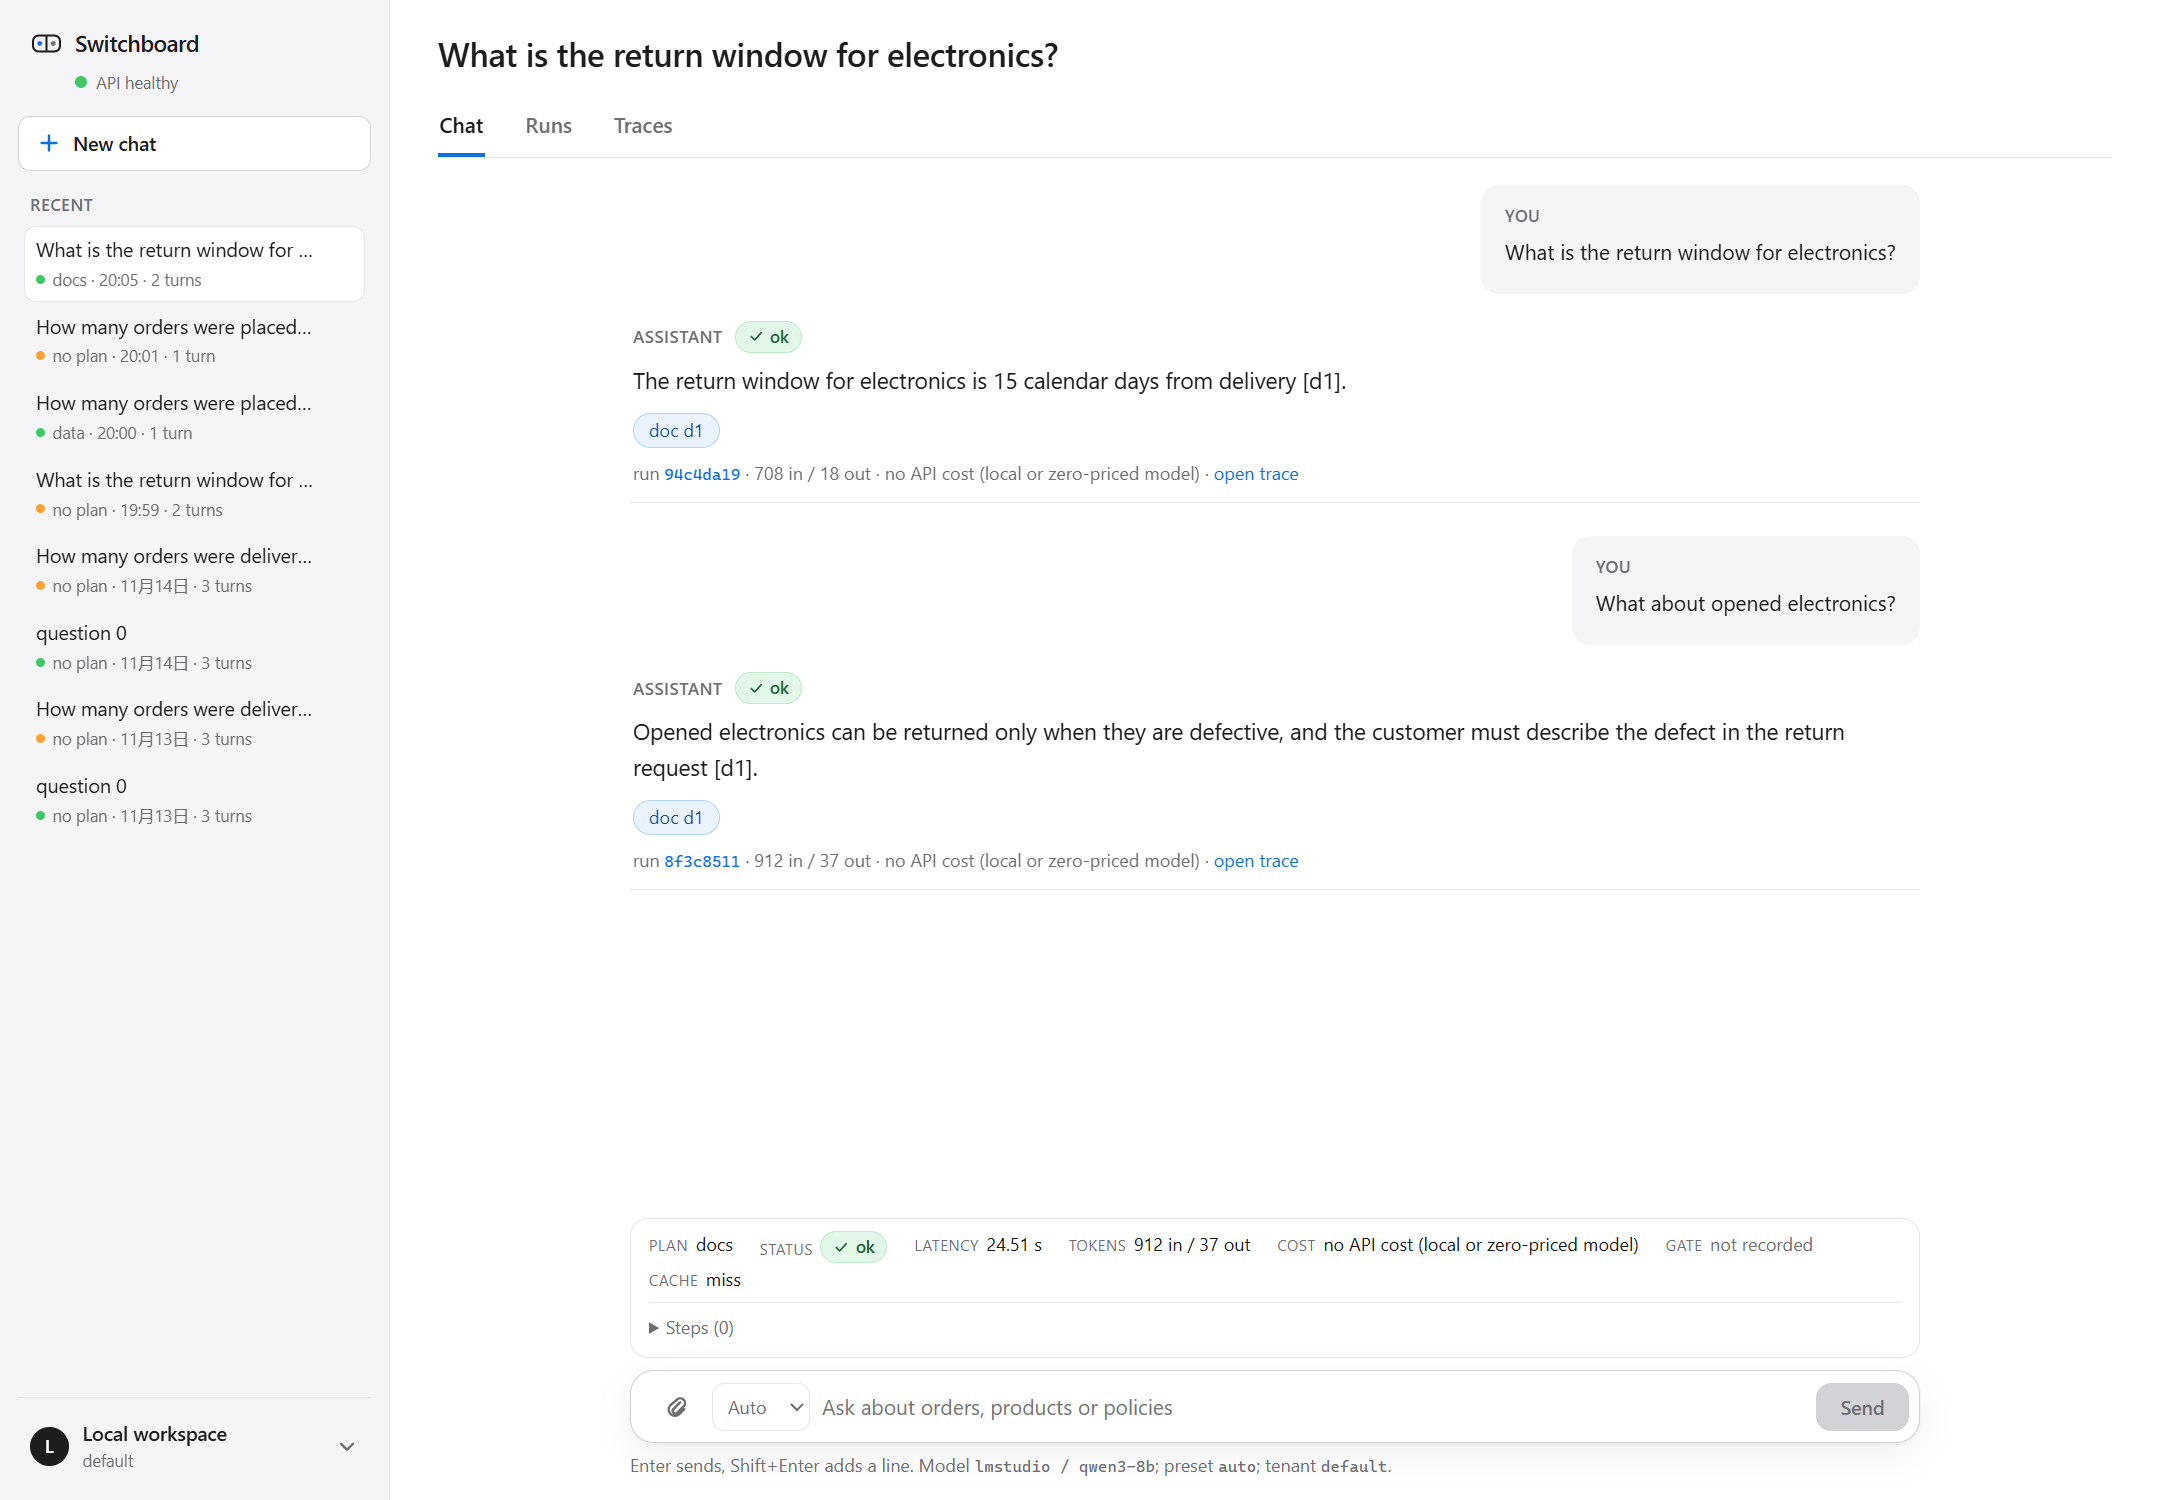 Switchboard
API healthy
New chat
RECENT
What is the return window for ...
docs · 20:05 · 2 turns
How many orders were placed...
no plan · 20:01 · 1 turn
How many orders were placed...
data · 20:00 · 1 turn
What is the return window for ...
no plan · 19:59 · 2 turns
How many orders were deliver...
no plan · 11月14日 · 3 turns
question 0
no plan · 11月14日 · 3 turns
How many orders were deliver...
no plan · 11月13日 · 3 turns
question 0
no plan · 11月13日 · 3 turns
L
Local workspace
default
What is the return window for electronics?
Chat Runs Traces
YOU
What is the return window for electronics?
ASSISTANT ok
The return window for electronics is 15 calendar days from delivery [d1].
doc d1
run 94c4da19 · 708 in / 18 out · no API cost (local or zero-priced model) · open trace
YOU
What about opened electronics?
ASSISTANT ok
Opened electronics can be returned only when they are defective, and the customer must describe the defect in the return
request [d1].
doc d1
run 8f3c8511 · 912 in / 37 out · no API cost (local or zero-priced model) · open trace
PLAN docs STATUS ok LATENCY 24.51 s TOKENS 912 in / 37 out COST no API cost (local or zero-priced model) GATE not recorded
CACHE miss
Steps (0)
Auto Ask about orders, products or policies Send
Enter sends, Shift+Enter adds a line. Model lmstudio / qwen3-8b; preset auto; tenant default.